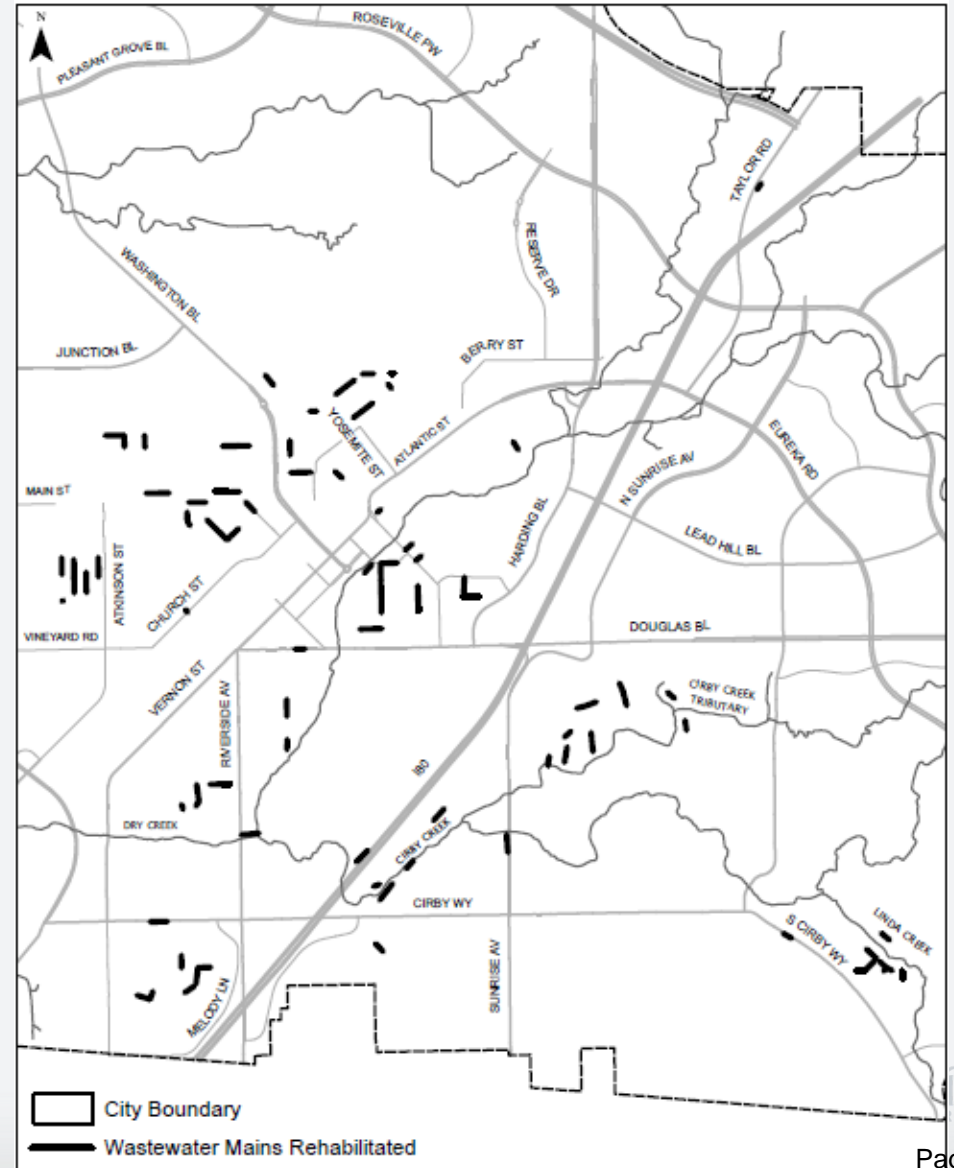 N
PLEASANT GROVE BL
ROSEVILLE PW
TAYLOR RD
RESERVE DR
WASHINGTON BL
JUNCTION BL
BERRY ST
YOSEMITE ST
ATLANTIC ST
EUREKA RD
N SUNRISE AV
MAIN ST
HARDING BL
LEAD HILL BL
ATKINSON ST
CHURCH ST
VINEYARD RD
DOUGLAS BL
VERNON ST
RIVERSIDE AV
CIRBY CREEK
TRIBUTARY
I80
DRY CREEK
CIRBY CREEK
CIRBY WY
S CIRBY WY
LINDA CREEK
SUNRISE AV
MELODY LN
City Boundary
Wastewater Mains Rehabilitated